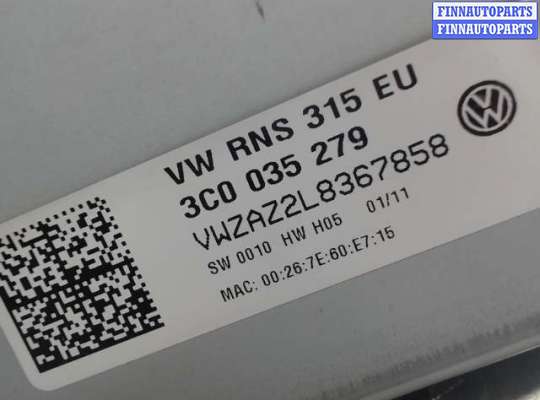 FINNAUTOPARTS
FINNAUTOPARTS
VW RNS 315 EU
3C0 035 279
VWZAZ2L8367858
SW 0010 HW H05 01/11
MAC: 00:26:7E:60:E7:15